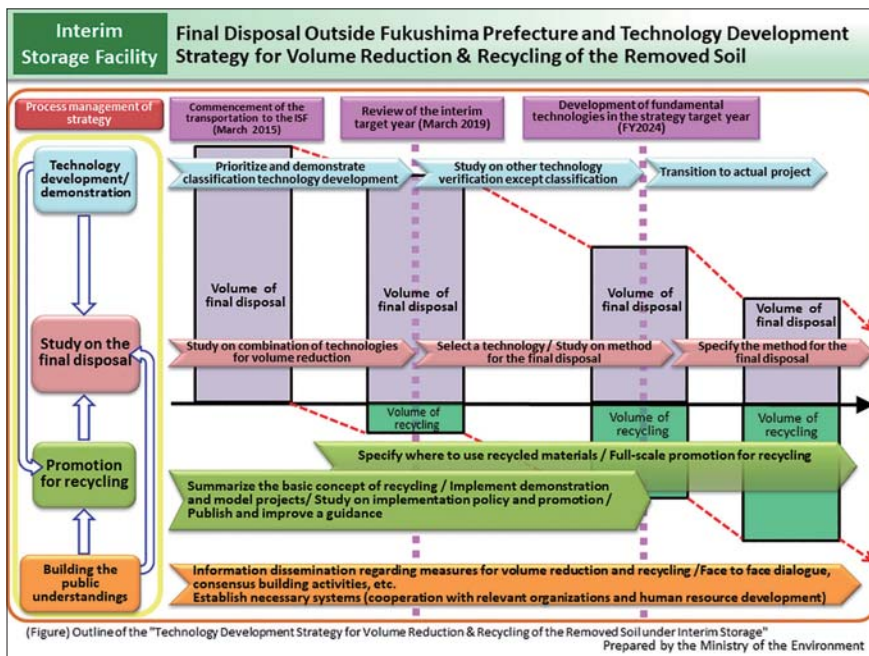 Interim
Storage Facility
Final Disposal Outside Fukushima Prefecture and Technology Development
Strategy for Volume Reduction & Recycling of the Removed Soil
Process management of
strategy
Commencement of the
transportation to the ISF
(March 2015)
Review of the interim
target year (March 2019)
Development of fundamental
technologies in the strategy target year
(FY2024)
Technology
development/
demonstration
Prioritize and demonstrate
classification technology development
Study on other technology
verification except classification
Transition to actual project
Volume of
final disposal
Volume of
final disposal
Volume of
final disposal
Volume of
final disposal
Study on the
final disposal
Study on combination of technologies
for volume reduction
Select a technology / Study on method
for the final disposal
Specify the method for the
final disposal
Volume of
recycling
Volume of
recycling
Volume of
recycling
Promotion
for recycling
Specify where to use recycled materials / Full-scale promotion for recycling
Summarize the basic concept of recycling / Implement demonstration
and model projects/ Study on implementation policy and promotion /
Publish and improve a guidance
Building the
public
understandings
Information dissemination regarding measures for volume reduction and recycling /Face to face dialogue,
consensus building activities, etc.
Establish necessary systems (cooperation with relevant organizations and human resource development)
(Figure) Outline of the "Technology Development Strategy for Volume Reduction & Recycling of the Removed Soil under Interim Storage"
Prepared by the Ministry of the Environment